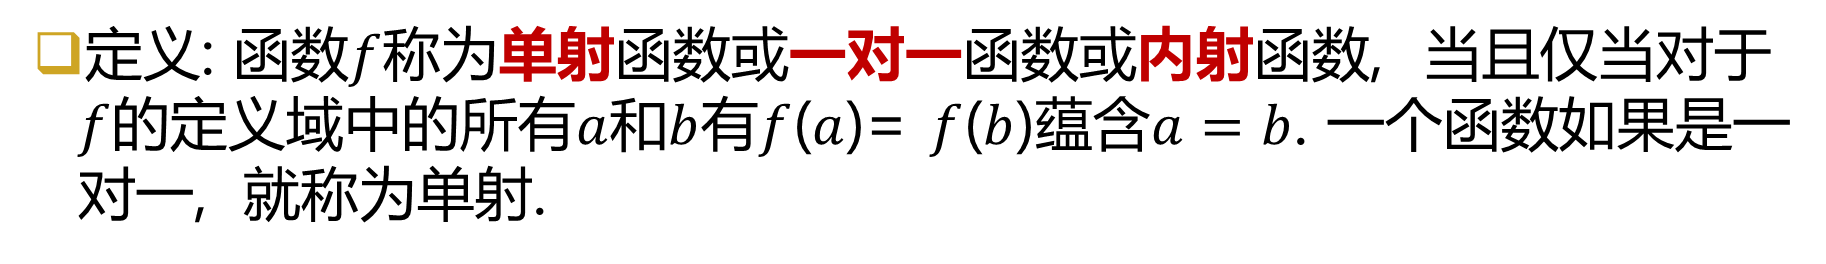 定义: 函数f称为单射函数或一对一函数或内射函数, 当且仅当对于
f的定义域中的所有a和b有f(a)= f(b)蕴含a = b. 一个函数如果是一
对一, 就称为单射.